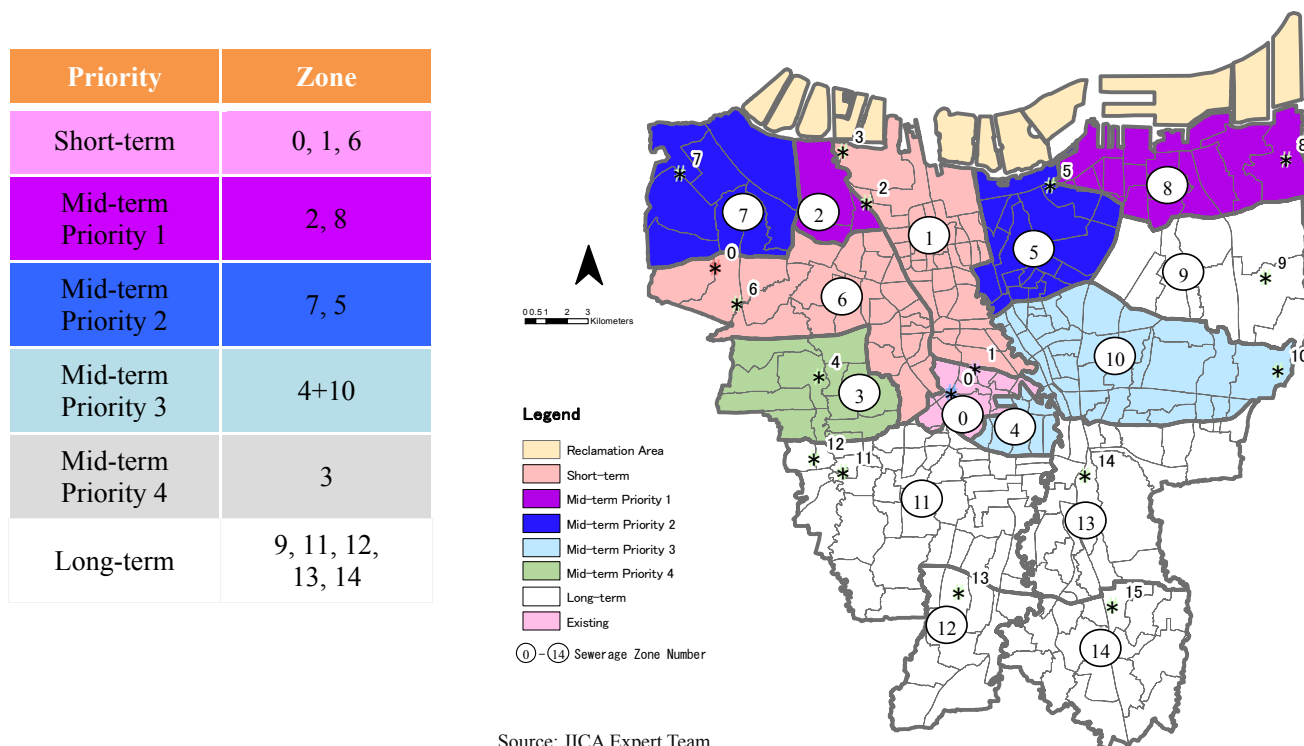 Priority Zone
Short-term 0, 1, 6
Mid-term
Priority 1
2, 8
Mid-term
Priority 2
7, 5
Mid-term
Priority 3
4+10
Mid-term
Priority 4
3
Long-term
9, 11, 12,
13, 14
3
8
7
5
2
8
7
2
1
0
5
9
9
6
6
0 0.5 1 2 3
Kilometers
10
4
1
10
0
3
0
4
12
11
14
11
13
13
15
12
14
Legend
Reclamation Area
Short-term
Mid-term Priority 1
Mid-term Priority 2
Mid-term Priority 3
Mid-term Priority 4
Long-term
Existing
0 - 14 Sewerage Zone Number
Source: JICA Expert Team